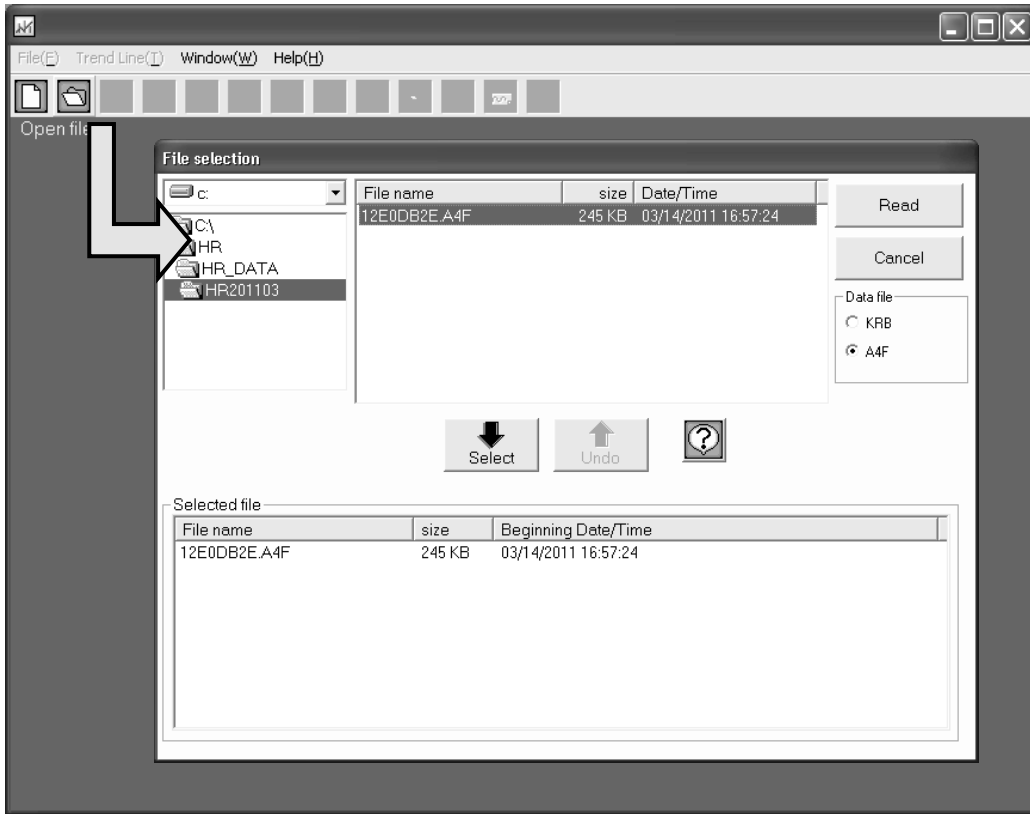 File(F) Trend Line(T) Window(W) Help(H)
Open file
File selection
c:
C:\
HR
HR_DATA
HR201103
File name size Date/Time
12E0DB2E.A4F 245 KB 03/14/2011 16:57:24
Read
Cancel
Data file
KRB
A4F
Select
Undo
?
Selected file
File name size Beginning Date/Time
12E0DB2E.A4F 245 KB 03/14/2011 16:57:24